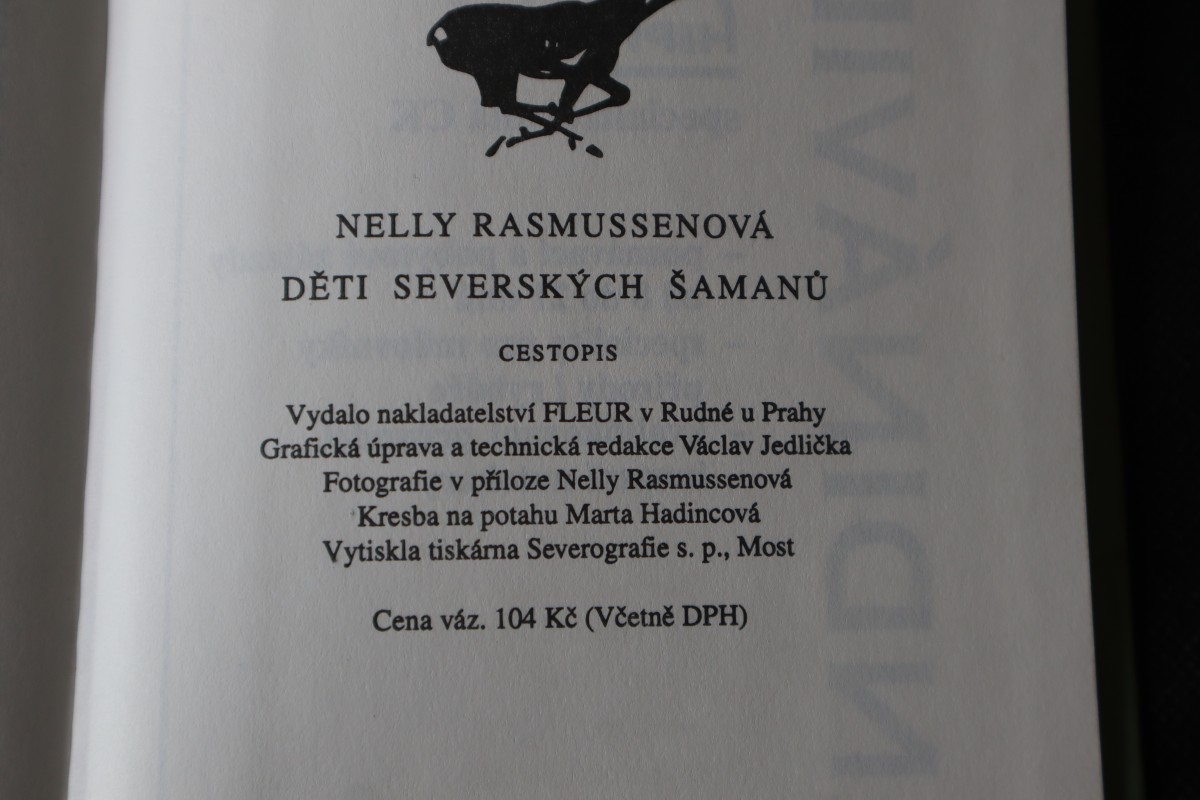 NELLY RASMUSSENOVÁ
DĚTI SEVERSKÝCH ŠAMANŮ
CESTOPIS
Vydalo nakladatelství FLEUR v Rudné u Prahy
Grafická úprava a technická redakce Václav Jedlička
Fotografie v příloze Nelly Rasmussenová
Kresba na potahu Marta Hadincová
Vytiskla tiskárna Severografie s. p., Most
Cena váz. 104 Kč (Včetně DPH)